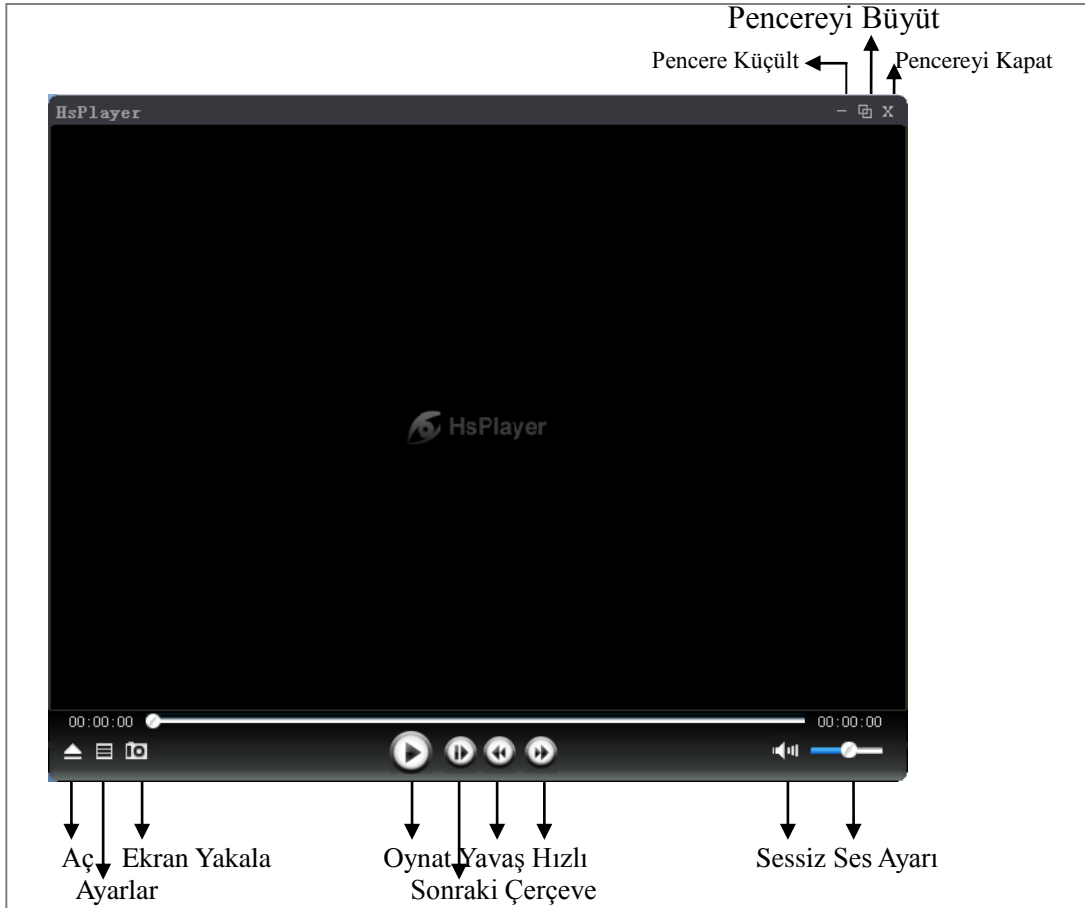 Pencereyi Büyüt
Pencere Küçült Pencereyi Kapat
HsPlayer
HsPlayer
00:00:00 00:00:00
Aç Ekran Yakala Oynat Yavaş Hızlı Sessiz Ses Ayarı
Ayarlar Sonraki Çerçeve